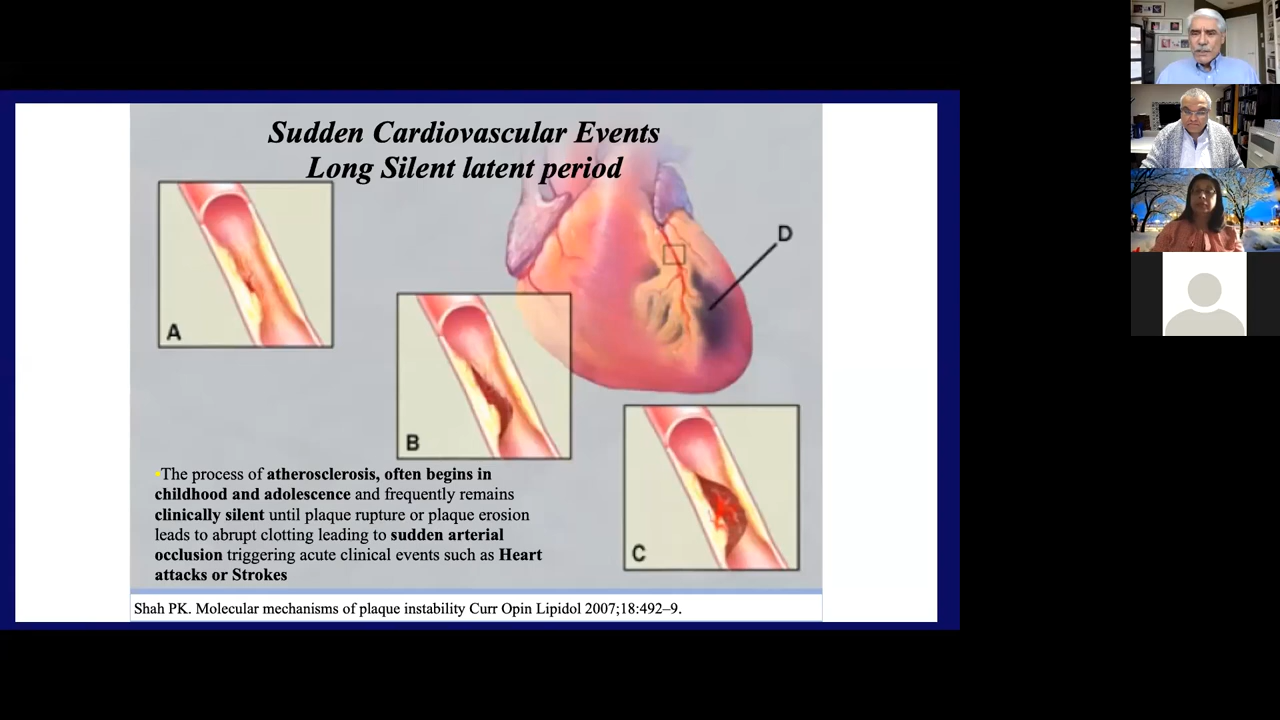 Sudden Cardiovascular Events
Long Silent latent period
D
A
B
C
•The process of atherosclerosis, often begins in
childhood and adolescence and frequently remains
clinically silent until plaque rupture or plaque erosion
leads to abrupt clotting leading to sudden arterial
occlusion triggering acute clinical events such as Heart
attacks or Strokes
Shah PK. Molecular mechanisms of plaque instability Curr Opin Lipidol 2007;18:492–9.